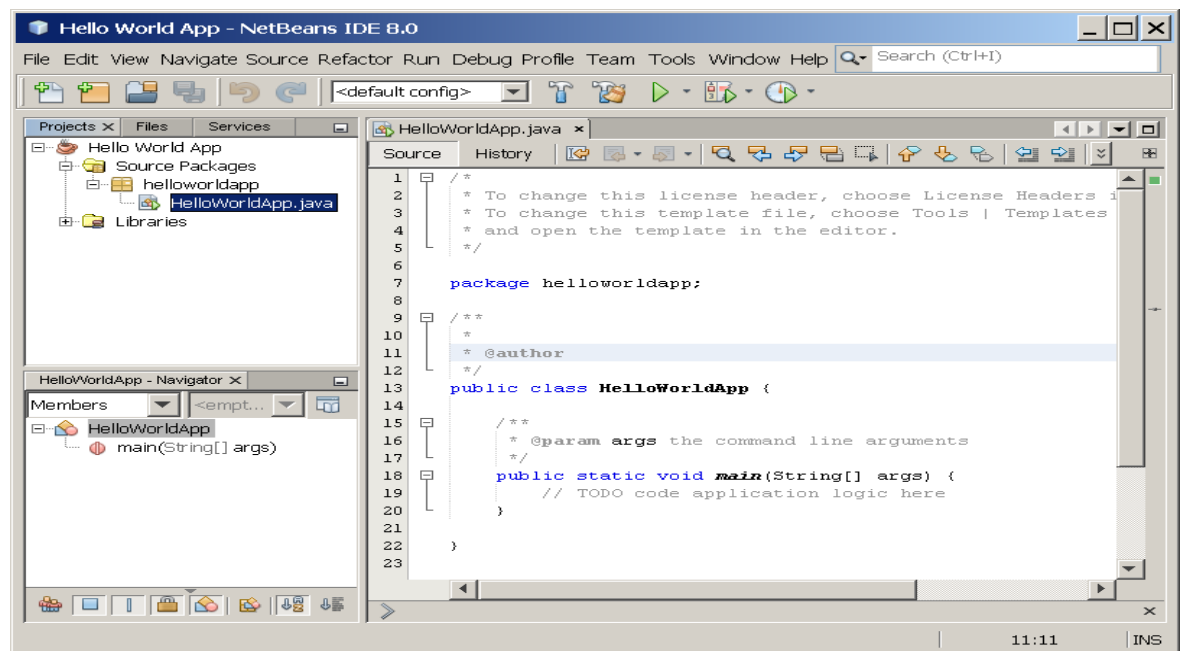 Hello World App - NetBeans IDE 8.0
File Edit View Navigate Source Refactor Run Debug Profile Team Tools Window Help Search (Ctrl+I)
<default config>
Projects Files Services
Hello World App
Source Packages
helloworldapp
HelloWorldApp.java
Libraries
HelloWorldApp - Navigator
Members <empt...
HelloWorldApp
main(String[] args)
HelloWorldApp.java
Source History
1 /*
2 * To change this license header, choose License Headers i
3 * To change this template file, choose Tools | Templates
4 * and open the template in the editor.
5 */
6
7 package helloworldapp;
8
9 /**
10 *
11 * @author
12 */
13 public class HelloWorldApp {
14
15 /**
16 * @param args the command line arguments
17 */
18 public static void main(String[] args) {
19 // TODO code application logic here
20 }
21
22 }
23
11:11 INS